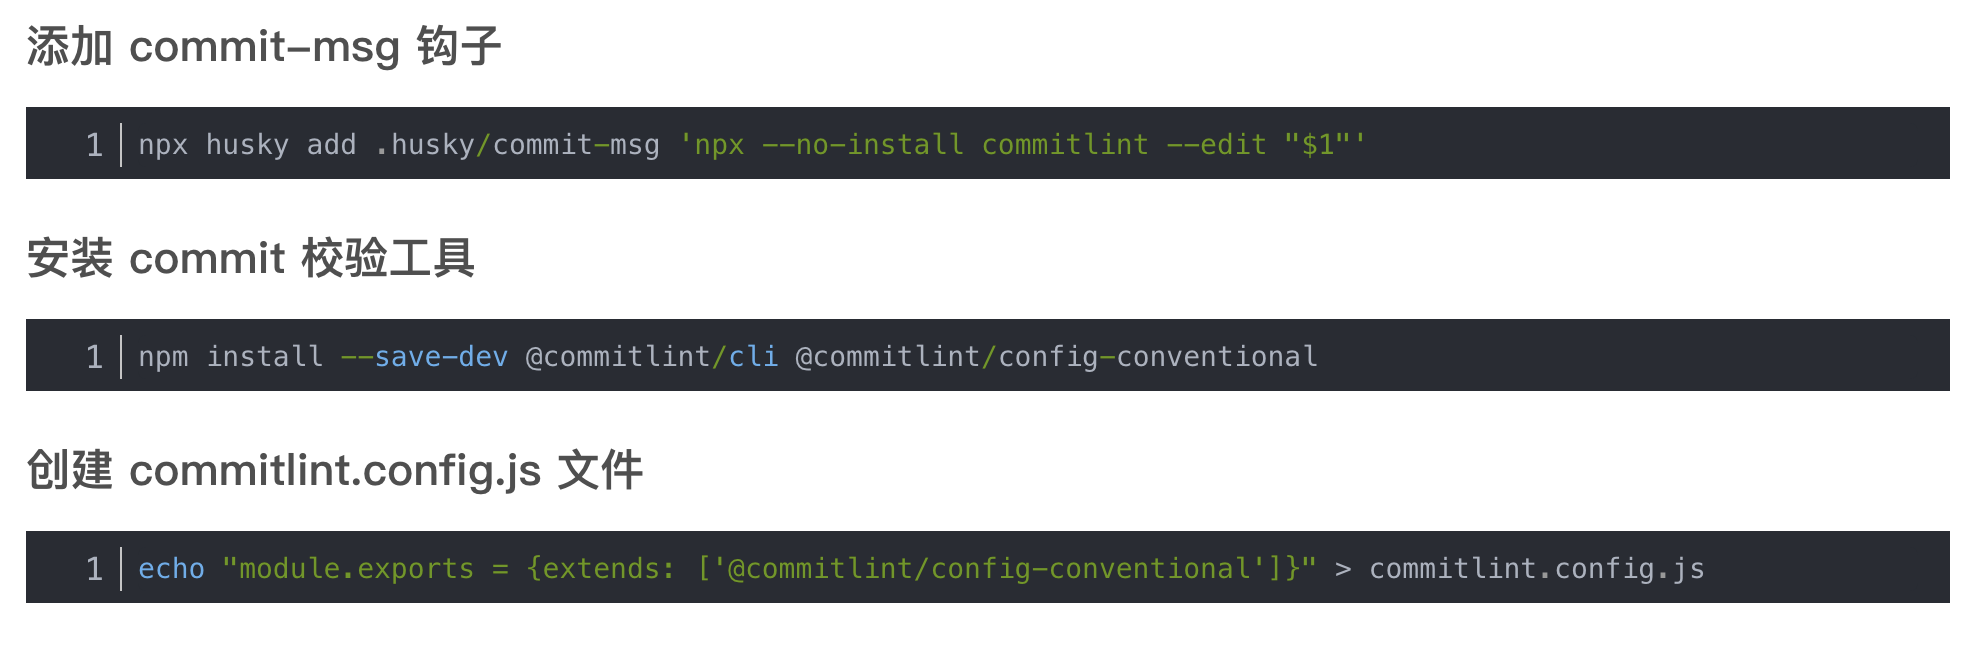 添加 commit-msg 钩子
1 npx husky add .husky/commit-msg 'npx --no-install commitlint --edit "$1"'
安装 commit 校验工具
1 npm install --save-dev @commitlint/cli @commitlint/config-conventional
创建 commitlint.config.js 文件
1 echo "module.exports = {extends: ['@commitlint/config-conventional']}" > commitlint.config.js